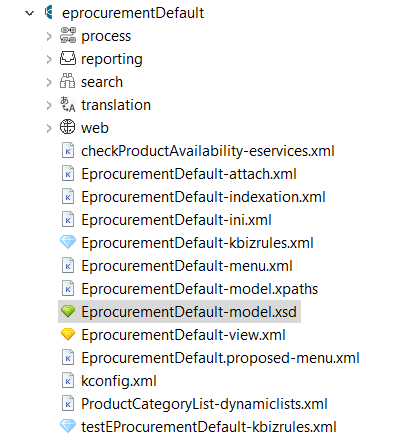 eprocurementDefault
process
reporting
search
translation
web
checkProductAvailability-eservices.xml
EprocurementDefault-attach.xml
EprocurementDefault-indexation.xml
EprocurementDefault-ini.xml
EprocurementDefault-kbizrules.xml
EprocurementDefault-menu.xml
EprocurementDefault-model.xpaths
EprocurementDefault-model.xsd
EprocurementDefault-view.xml
EprocurementDefault.proposed-menu.xml
kconfig.xml
ProductCategoryList-dynamiclists.xml
testEProcurementDefault-kbizrules.xml